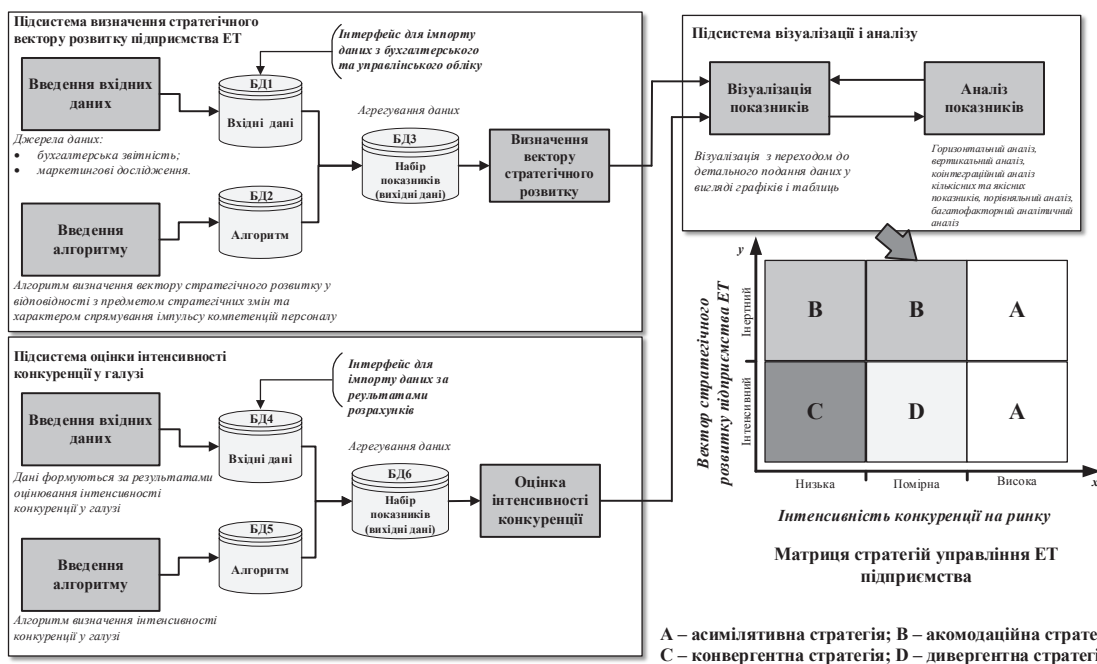 Підсистема визначення стратегічного
вектору розвитку підприємства ЕТ
Інтерфейс для імпорту
даних з бухгалтерського
та управлінського обліку
Введення вхідних
даних
БД1
Вхідні дані
Джерела даних:
• бухгалтерська звітність;
• маркетингові дослідження.
Агрегування даних
БД3
Набір
показників
(вихідні дані)
Визначення
вектору
стратегічного
розвитку
Введення
алгоритму
БД2
Алгоритм
Алгоритм визначення вектору стратегічного розвитку у
відповідності з предметом стратегічних змін та
характером спрямування імпульсу компетенцій персоналу
Підсистема оцінки інтенсивності
конкуренції у галузі
Інтерфейс для
імпорту даних за
реультатами
розрахунків
Введення вхідних
даних
БД4
Вхідні дані
Дані формуються за результатами
оцінювання інтенсивності
конкуренції у галузі
Агрегування даних
БД6
Набір
показників
(вихідні дані)
Оцінка
інтенсивності
конкуренції
Введення
алгоритму
БД5
Алгоритм
Алгоритм визначення інтенсивності
конкуренції у галузі
Підсистема візуалізації і аналізу
Візуалізація
показників
Аналіз
показників
Візуалізація з переходом до
детального подання даних у
вигляді графіків і таблиць
Горизонтальний аналіз,
вертикальний аналіз,
коінтеграційний аналіз
кількісних та якісних
показників, порівняльний аналіз,
багатофакторний аналітичний
аналіз
y
Вектор стратегічного
розвитку підприємства ЕТ
Інертний
Інтенсивний
B B A
C D A
Низька Помірна Висока
x
Інтенсивність конкуренції на ринку
Матриця стратегій управління ЕТ
підприємства
A – асимілятивна стратегія; B – акомодаційна страте
C – конвергентна стратегія; D – дивергентна стратегі